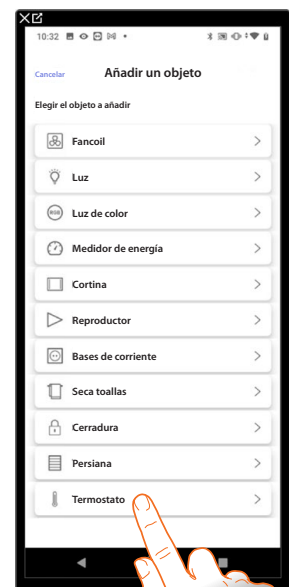 10:32
Cancelar Añadir un objeto
Elegir el objeto a añadir
Fancoil
Luz
RGB Luz de color
Medidor de energía
Cortina
Reproductor
Bases de corriente
Seca toallas
Cerradura
Persiana
Termostato